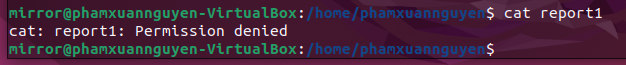 mirror@phamxuannguyen-VirtualBox:/home/phamxuannguyen$ cat report1
cat: report1: Permission denied
mirror@phamxuannguyen-VirtualBox:/home/phamxuannguyen$